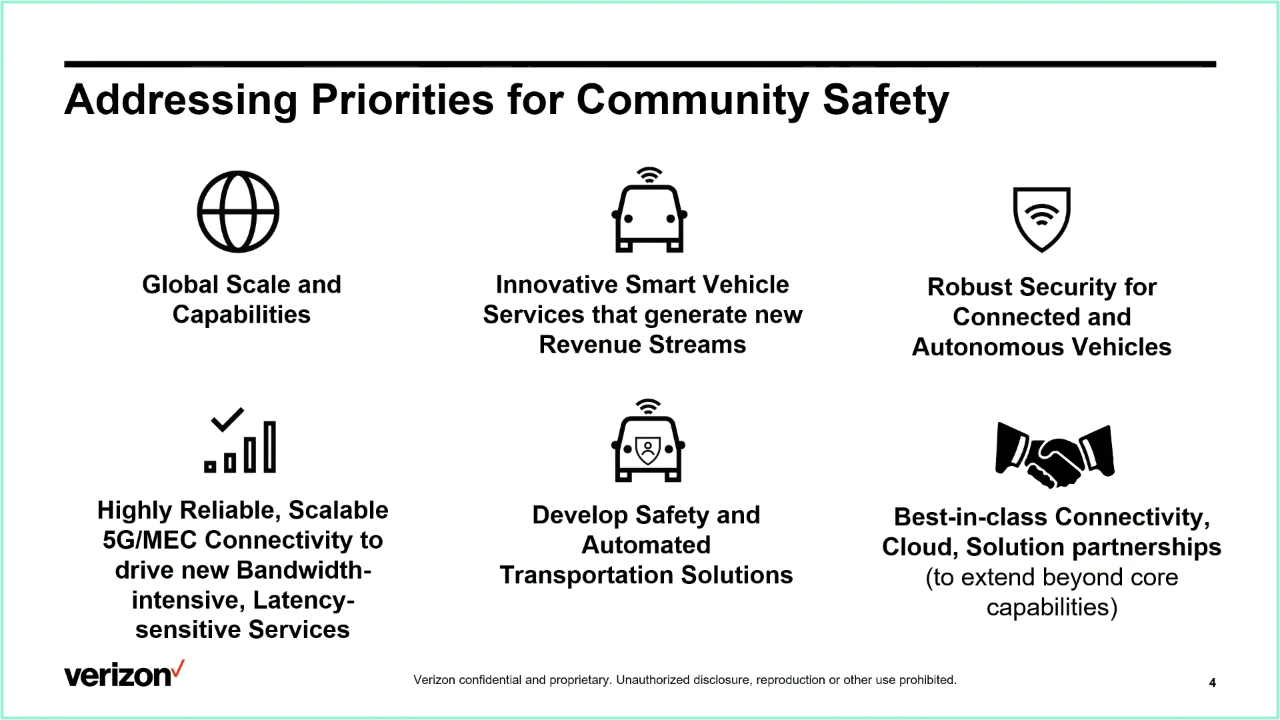 Addressing Priorities for Community Safety
Global Scale and
Capabilities
Innovative Smart Vehicle
Services that generate new
Revenue Streams
Robust Security for
Connected and
Autonomous Vehicles
Highly Reliable, Scalable
5G/MEC Connectivity to
drive new Bandwidth-
intensive, Latency-
sensitive Services
Develop Safety and
Automated
Transportation Solutions
Best-in-class Connectivity,
Cloud, Solution partnerships
(to extend beyond core
capabilities)
verizon
Verizon confidential and proprietary. Unauthorized disclosure, reproduction or other use prohibited.
4